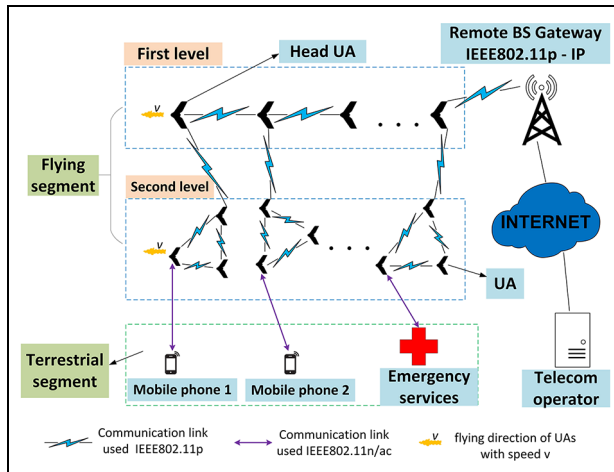 First level
Head UA
Remote BS Gateway
IEEE802.11p - IP
v
Flying
segment
Second level
v
INTERNET
UA
Terrestrial
segment
Mobile phone 1
Mobile phone 2
Emergency
services
Telecom
operator
Communication link
used IEEE802.11p
Communication link
used IEEE802.11n/ac
v
flying direction of UAs
with speed v